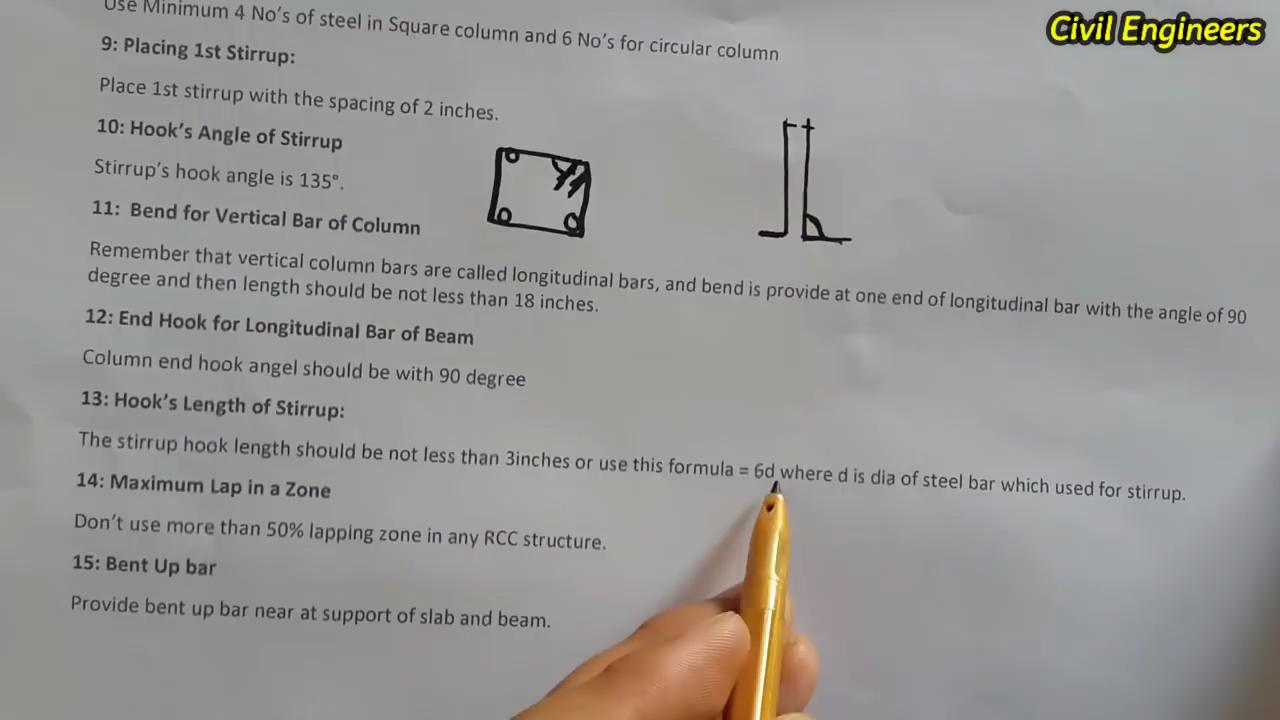 Use Minimum 4 No's of steel in Square column and 6 No's for circular column
Civil Engineers
9: Placing 1st Stirrup:
Place 1st stirrup with the spacing of 2 inches.
10: Hook's Angle of Stirrup
Stirrup's hook angle is 135°.
11: Bend for Vertical Bar of Column
Remember that vertical column bars are called longitudinal bars, and bend is provide at one end of longitudinal bar with the angle of 90
degree and then length should be not less than 18 inches.
12: End Hook for Longitudinal Bar of Beam
Column end hook angel should be with 90 degree
13: Hook's Length of Stirrup:
The stirrup hook length should be not less than 3inches or use this formula = 6d where d is dia of steel bar which used for stirrup.
14: Maximum Lap in a Zone
Don't use more than 50% lapping zone in any RCC structure.
15: Bent Up bar
Provide bent up bar near at support of slab and beam.